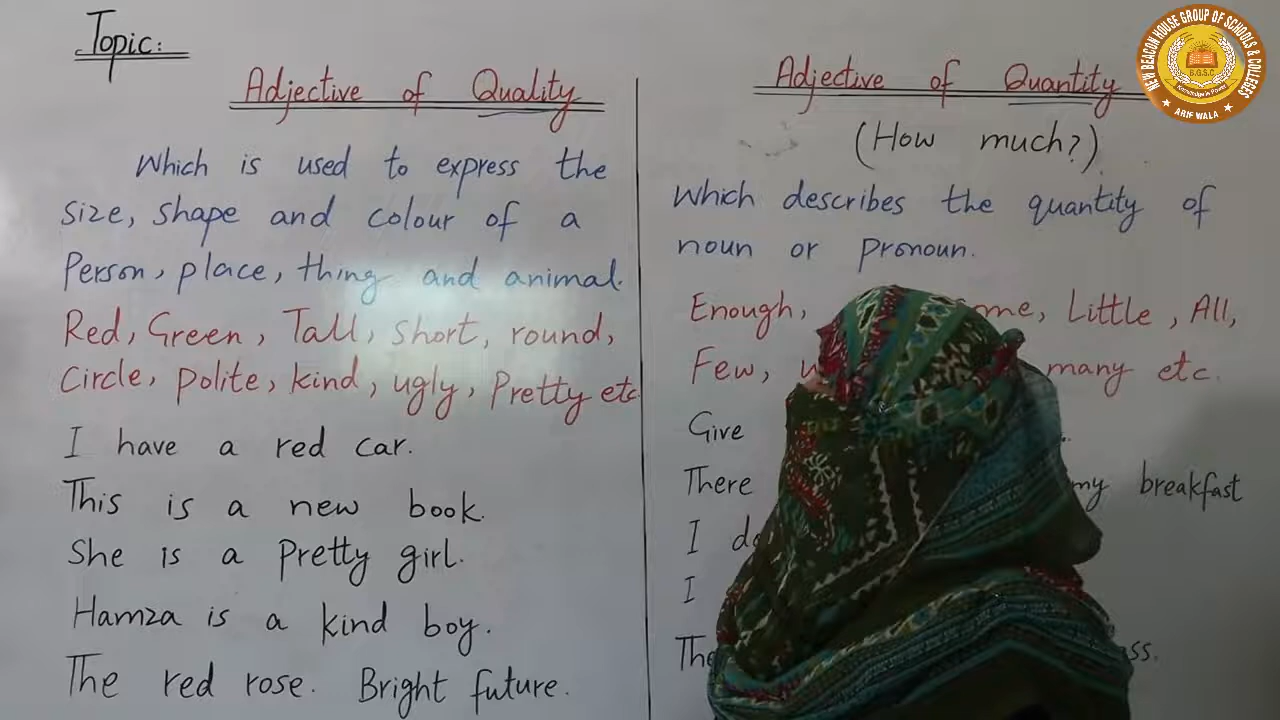 Topic:
Adjective of Quality
Which is used to express the
size, shape and colour of a
Person, place, thing and animal.
Red, Green, Tall, short, round,
Circle, polite, kind, ugly, Pretty etc
I have a red car.
This is a new book.
She is a Pretty girl.
Hamza is a kind boy.
The red rose. Bright future.
Adjective of Quantity
(How much?)
Which describes the quantity of
noun or pronoun.
Enough, Little, All,
Few, many etc.
Give
There my breakfast
I
I
NEW BEACON HOUSE GROUP OF SCHOOLS & COLLEGES
B.G.S.C
Knowledge is Power
ARIF WALA